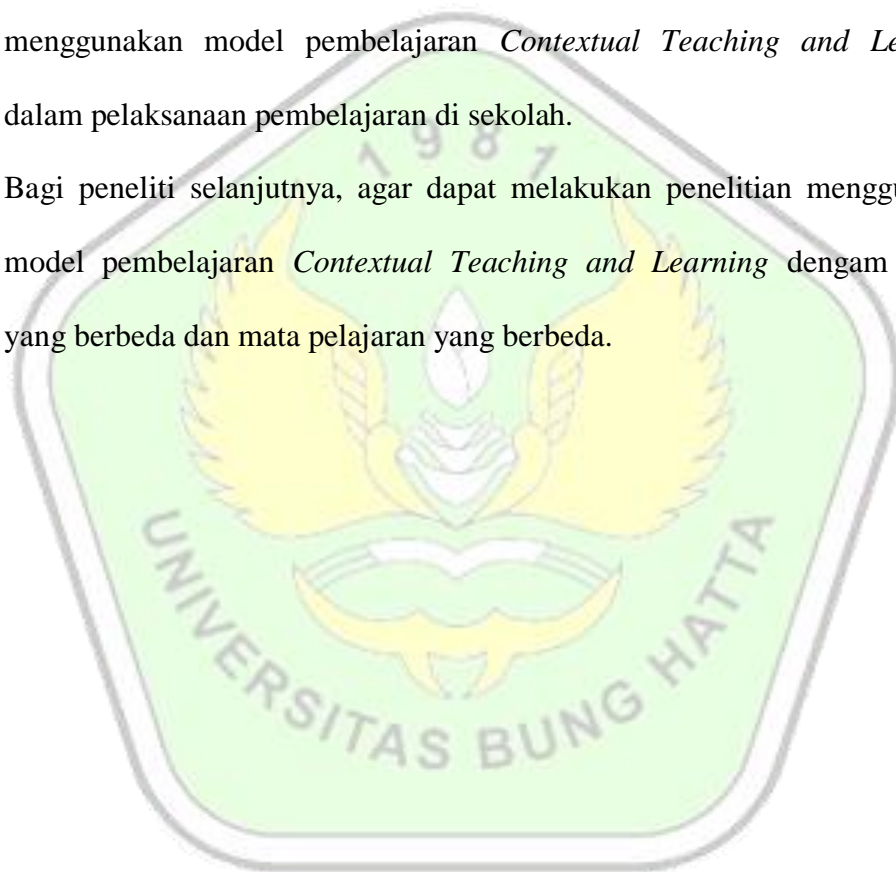 menggunakan model pembelajaran Contextual Teaching and Le
dalam pelaksanaan pembelajaran di sekolah.
1981
Bagi peneliti selanjutnya, agar dapat melakukan penelitian menggu
model pembelajaran Contextual Teaching and Learning dengam
yang berbeda dan mata pelajaran yang berbeda.
UNIVERSITAS BUNG HATTA